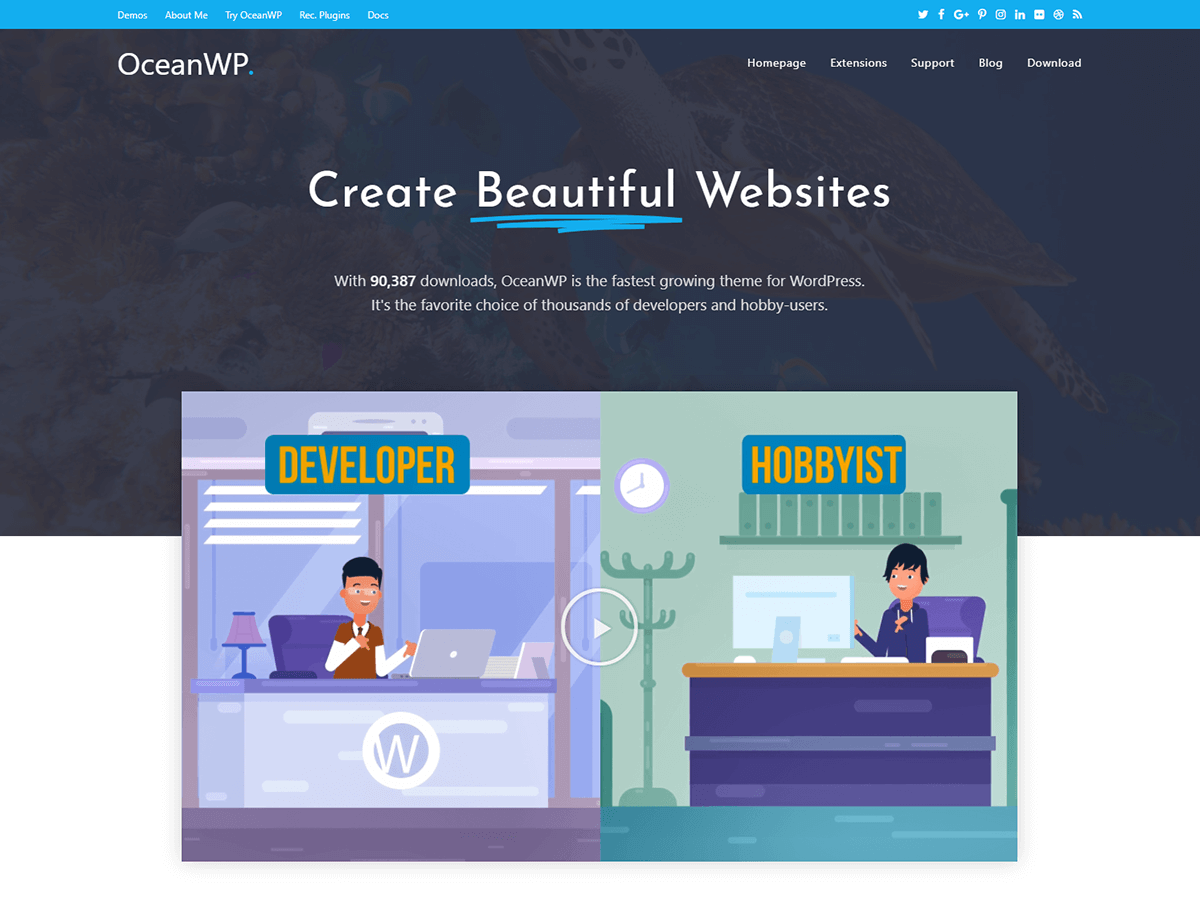 Demos About Me Try OceanWP Rec. Plugins Docs
OceanWP.
Homepage Extensions Support Blog Download
Create Beautiful Websites
With 90,387 downloads, OceanWP is the fastest growing theme for WordPress.
It's the favorite choice of thousands of developers and hobby-users.
DEVELOPER HOBBYIST
W